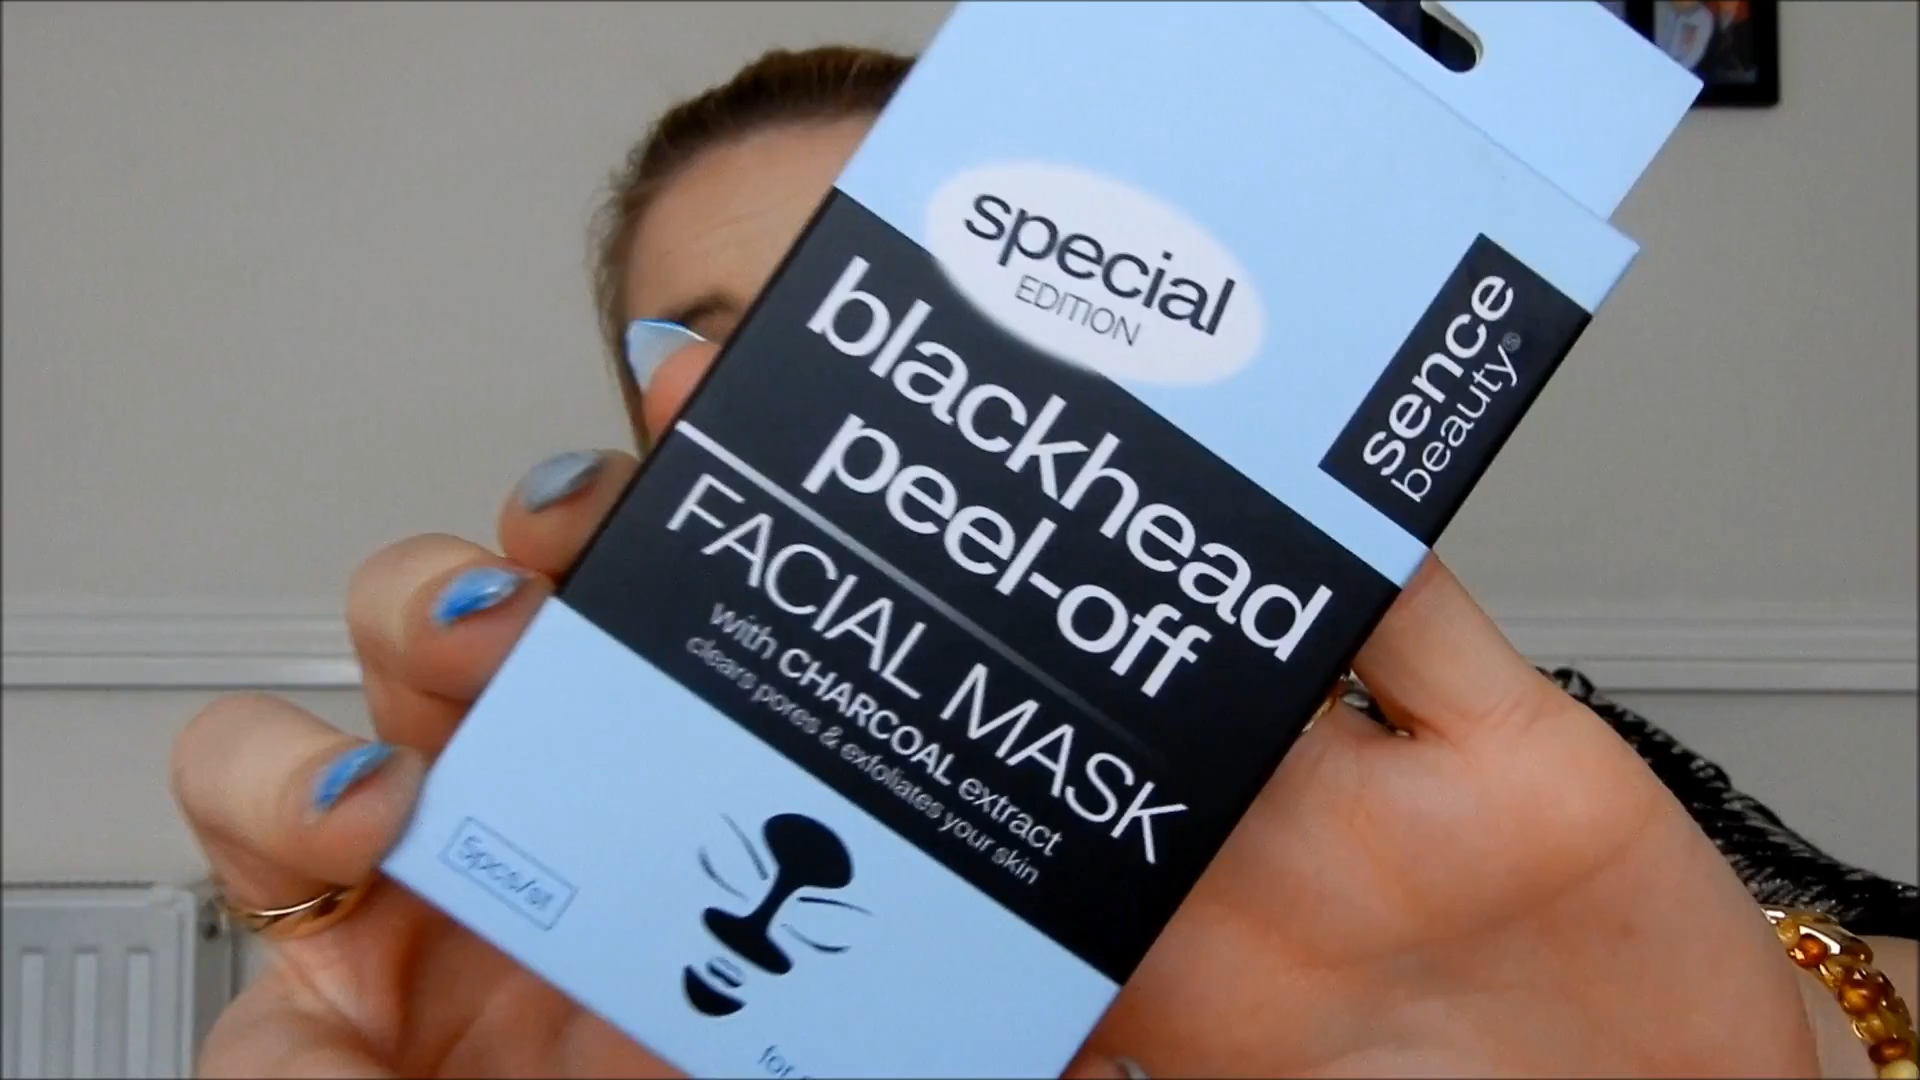 special
EDITION
blackhead
peel-off
FACIAL MASK
with CHARCOAL extract
clears pores & exfoliates your skin
sence
beauty®
5pcs/st
for